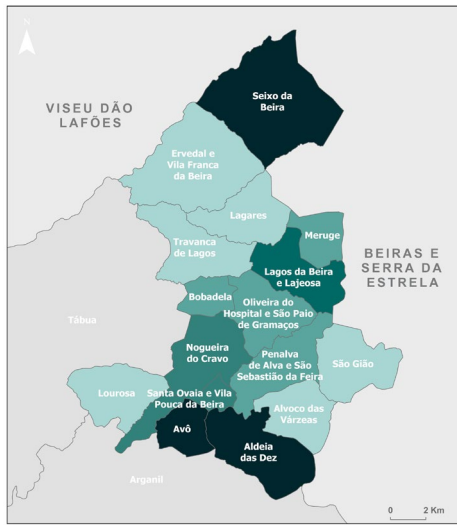 N
Seixo da
Beira
VISEU DÃO
LAFÕES
Ervedal e
Vila Franca
da Beira
Lagares
Meruge
Travanca
de Lagos
BEIRAS E
SERRA DA
ESTRELA
Lagos da Beira
e Lajeosa
Bobadela
Oliveira do
Hospital e São Paio
de Gramaços
Tábua
Nogueira
do Cravo
Penalva
de Alva e São
Sebastião da Feira
São Gião
Lourosa
Santa Ovaia e Vila
Pouca da Beira
Alvoco das
Várzeas
Avô
Aldeia
das Dez
Arganil
0 2 Km